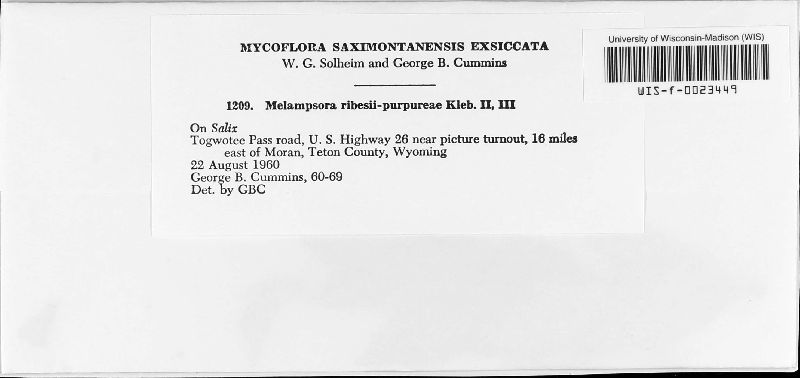 MYCOFLORA SAXIMONTANENSIS EXSICCATA
W. G. Solheim and George B. Cummins
University of Wisconsin-Madison (WIS)
WIS-f-0023449
1209. Melampsora ribesii-purpureae Kleb. II, III
On Salix
Togwotee Pass road, U. S. Highway 26 near picture turnout, 16 miles
east of Moran, Teton County, Wyoming
22 August 1960
George B. Cummins, 60-69
Det. by GBC